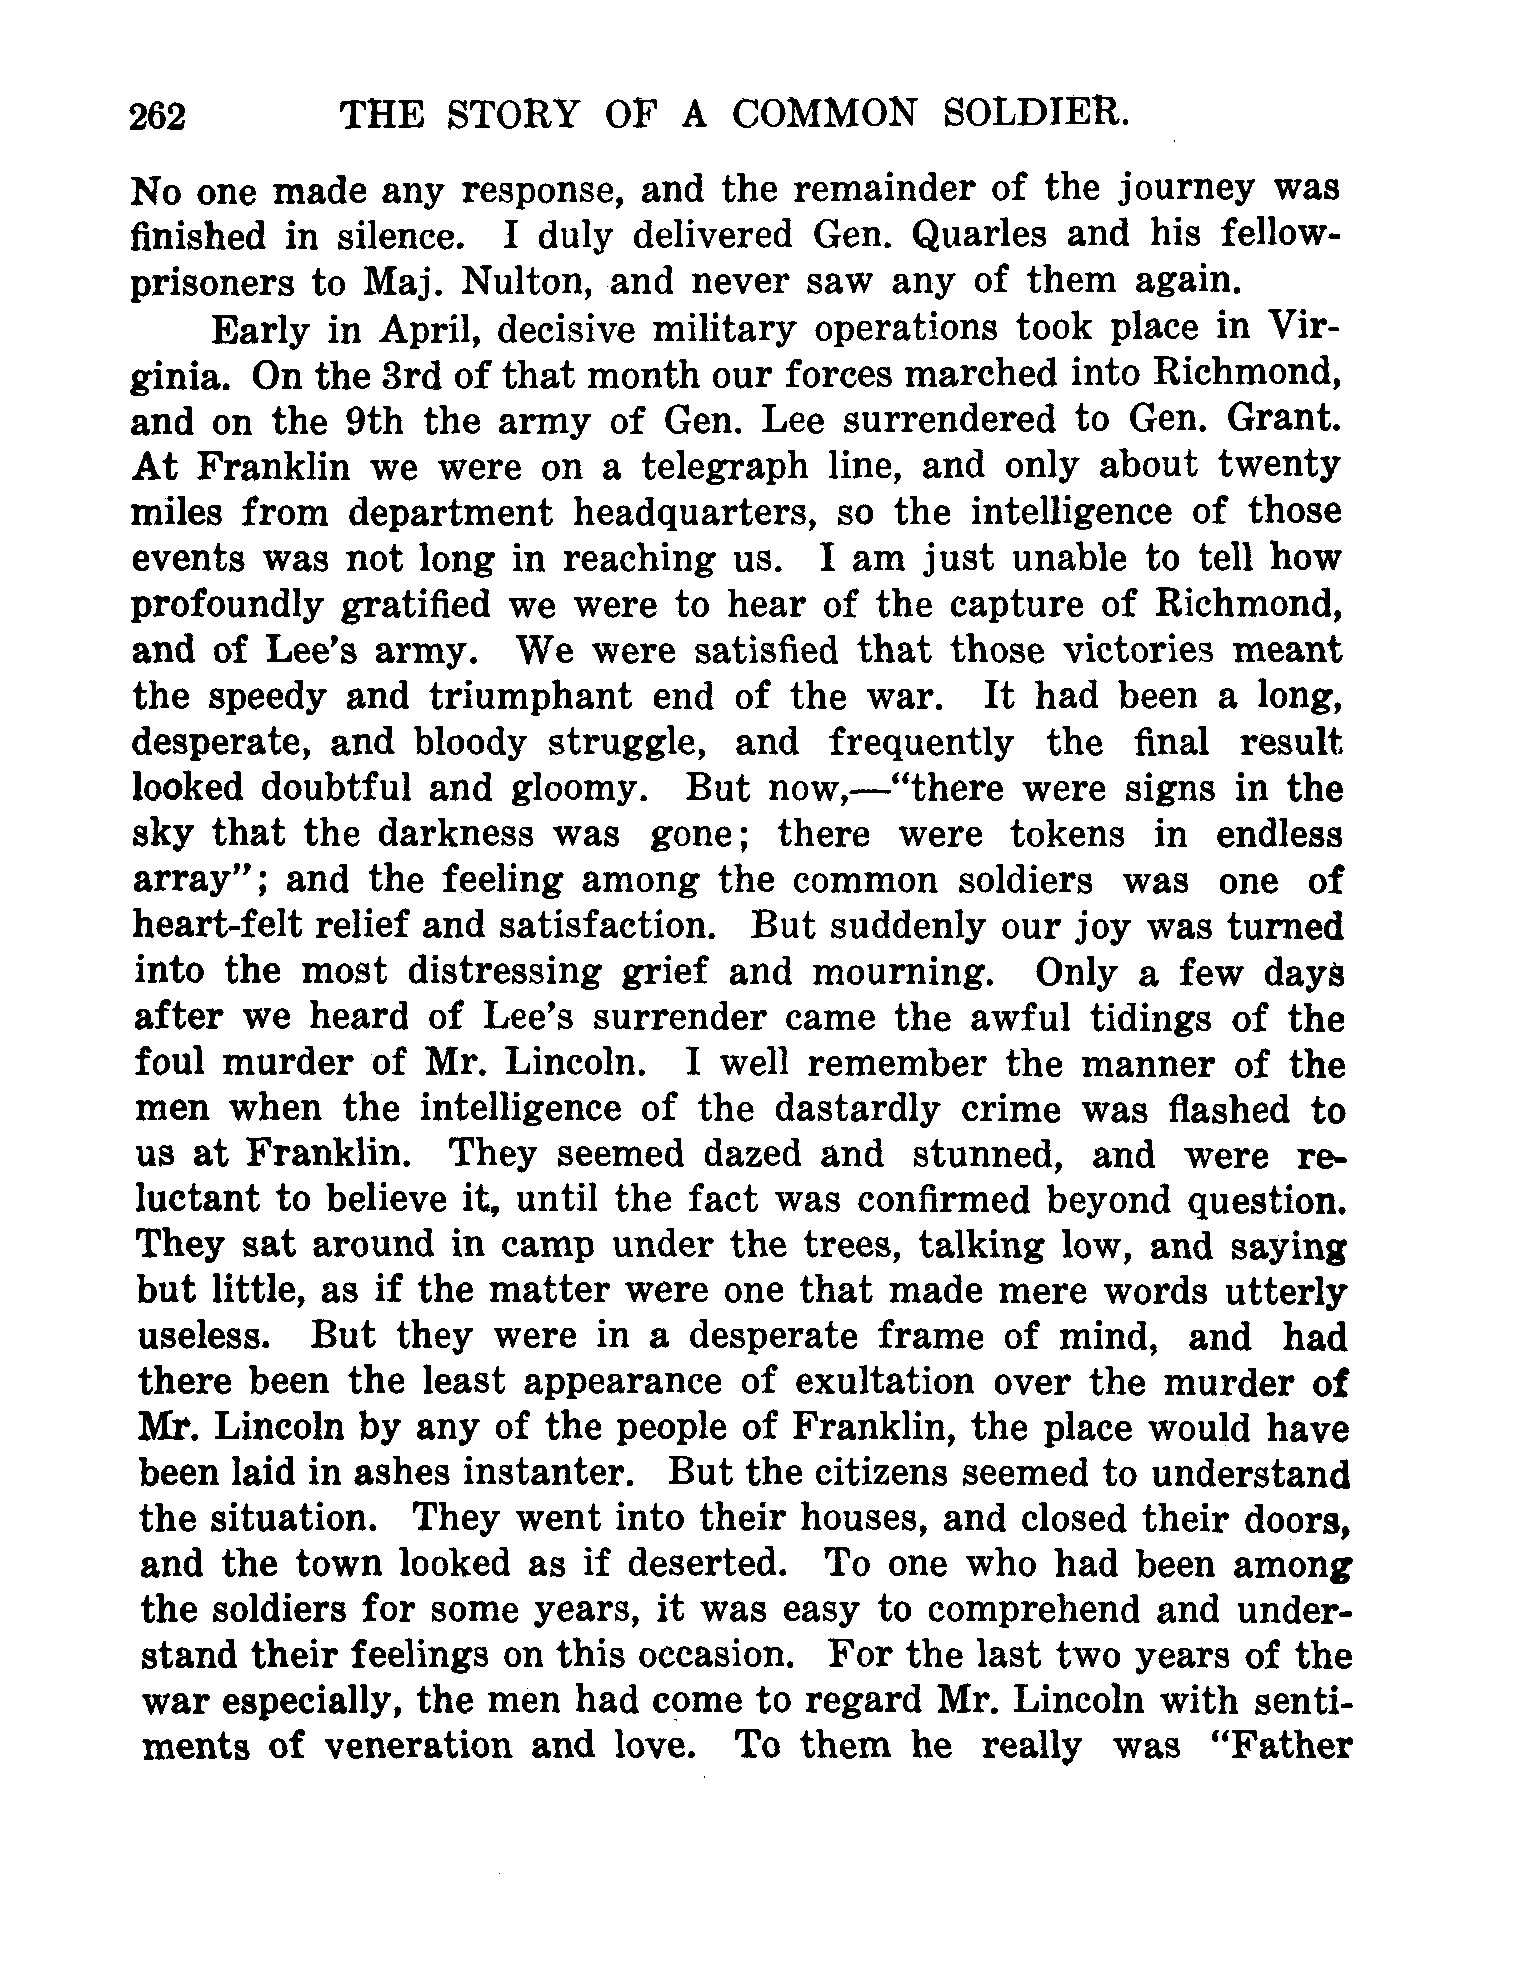 262 THE STORY OF A COMMON SOLDIER.
No one made any response, and the remainder of the journey was
finished in silence. I duly delivered Gen. Quarles and his fellow-
prisoners to Maj. Nulton, and never saw any of them again.
Early in April, decisive military operations took place in Vir-
ginia. On the 3rd of that month our forces marched into Richmond,
and on the 9th the army of Gen. Lee surrendered to Gen. Grant.
At Franklin we were on a telegraph line, and only about twenty
miles from department headquarters, so the intelligence of those
events was not long in reaching us. I am just unable to tell how
profoundly gratified we were to hear of the capture of Richmond,
and of Lee's army. We were satisfied that those victories meant
the speedy and triumphant end of the war. It had been a long,
desperate, and bloody struggle, and frequently the final result
looked doubtful and gloomy. But now,—“there were signs in the
sky that the darkness was gone; there were tokens in endless
array”; and the feeling among the common soldiers was one of
heart-felt relief and satisfaction. But suddenly our joy was turned
into the most distressing grief and mourning. Only a few days
after we heard of Lee's surrender came the awful tidings of the
foul murder of Mr. Lincoln. I well remember the manner of the
men when the intelligence of the dastardly crime was flashed to
us at Franklin. They seemed dazed and stunned, and were re-
luctant to believe it, until the fact was confirmed beyond question.
They sat around in camp under the trees, talking low, and saying
but little, as if the matter were one that made mere words utterly
useless. But they were in a desperate frame of mind, and had
there been the least appearance of exultation over the murder of
Mr. Lincoln by any of the people of Franklin, the place would have
been laid in ashes instanter. But the citizens seemed to understand
the situation. They went into their houses, and closed their doors,
and the town looked as if deserted. To one who had been among
the soldiers for some years, it was easy to comprehend and under-
stand their feelings on this occasion. For the last two years of the
war especially, the men had come to regard Mr. Lincoln with senti-
ments of veneration and love. To them he really was “Father